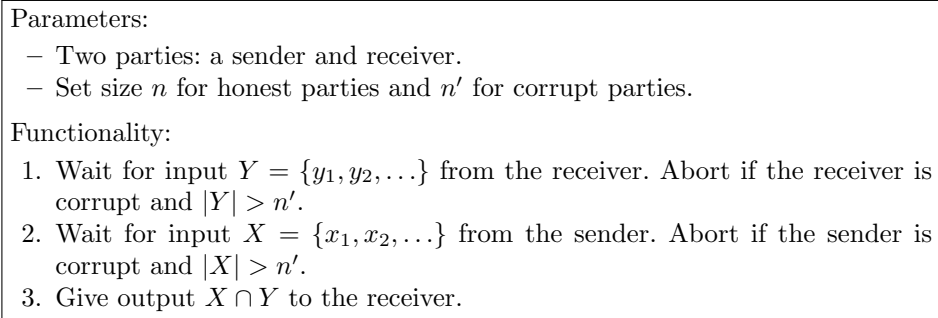 Parameters:
– Two parties: a sender and receiver.
– Set size n for honest parties and n′ for corrupt parties.
Functionality:
1. Wait for input Y = {y₁, y₂, . . .} from the receiver. Abort if the receiver is
corrupt and |Y| > n′.
2. Wait for input X = {x₁, x₂, . . .} from the sender. Abort if the sender is
corrupt and |X| > n′.
3. Give output X ∩ Y to the receiver.